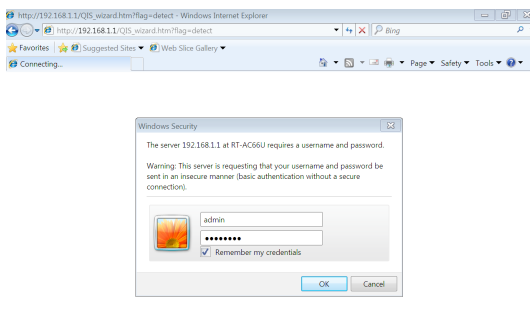 http://192.168.1.1/QIS_wizard.htm?flag=detect - Windows Internet Explorer
http://192.168.1.1/QIS_wizard.htm?flag=detect Bing
Favorites Suggested Sites Web Slice Gallery
Connecting... Page Safety Tools
Windows Security
The server 192.168.1.1 at RT-AC66U requires a username and password.
Warning: This server is requesting that your username and password be
sent in an insecure manner (basic authentication without a secure
connection).
admin
••••••••
Remember my credentials
OK Cancel